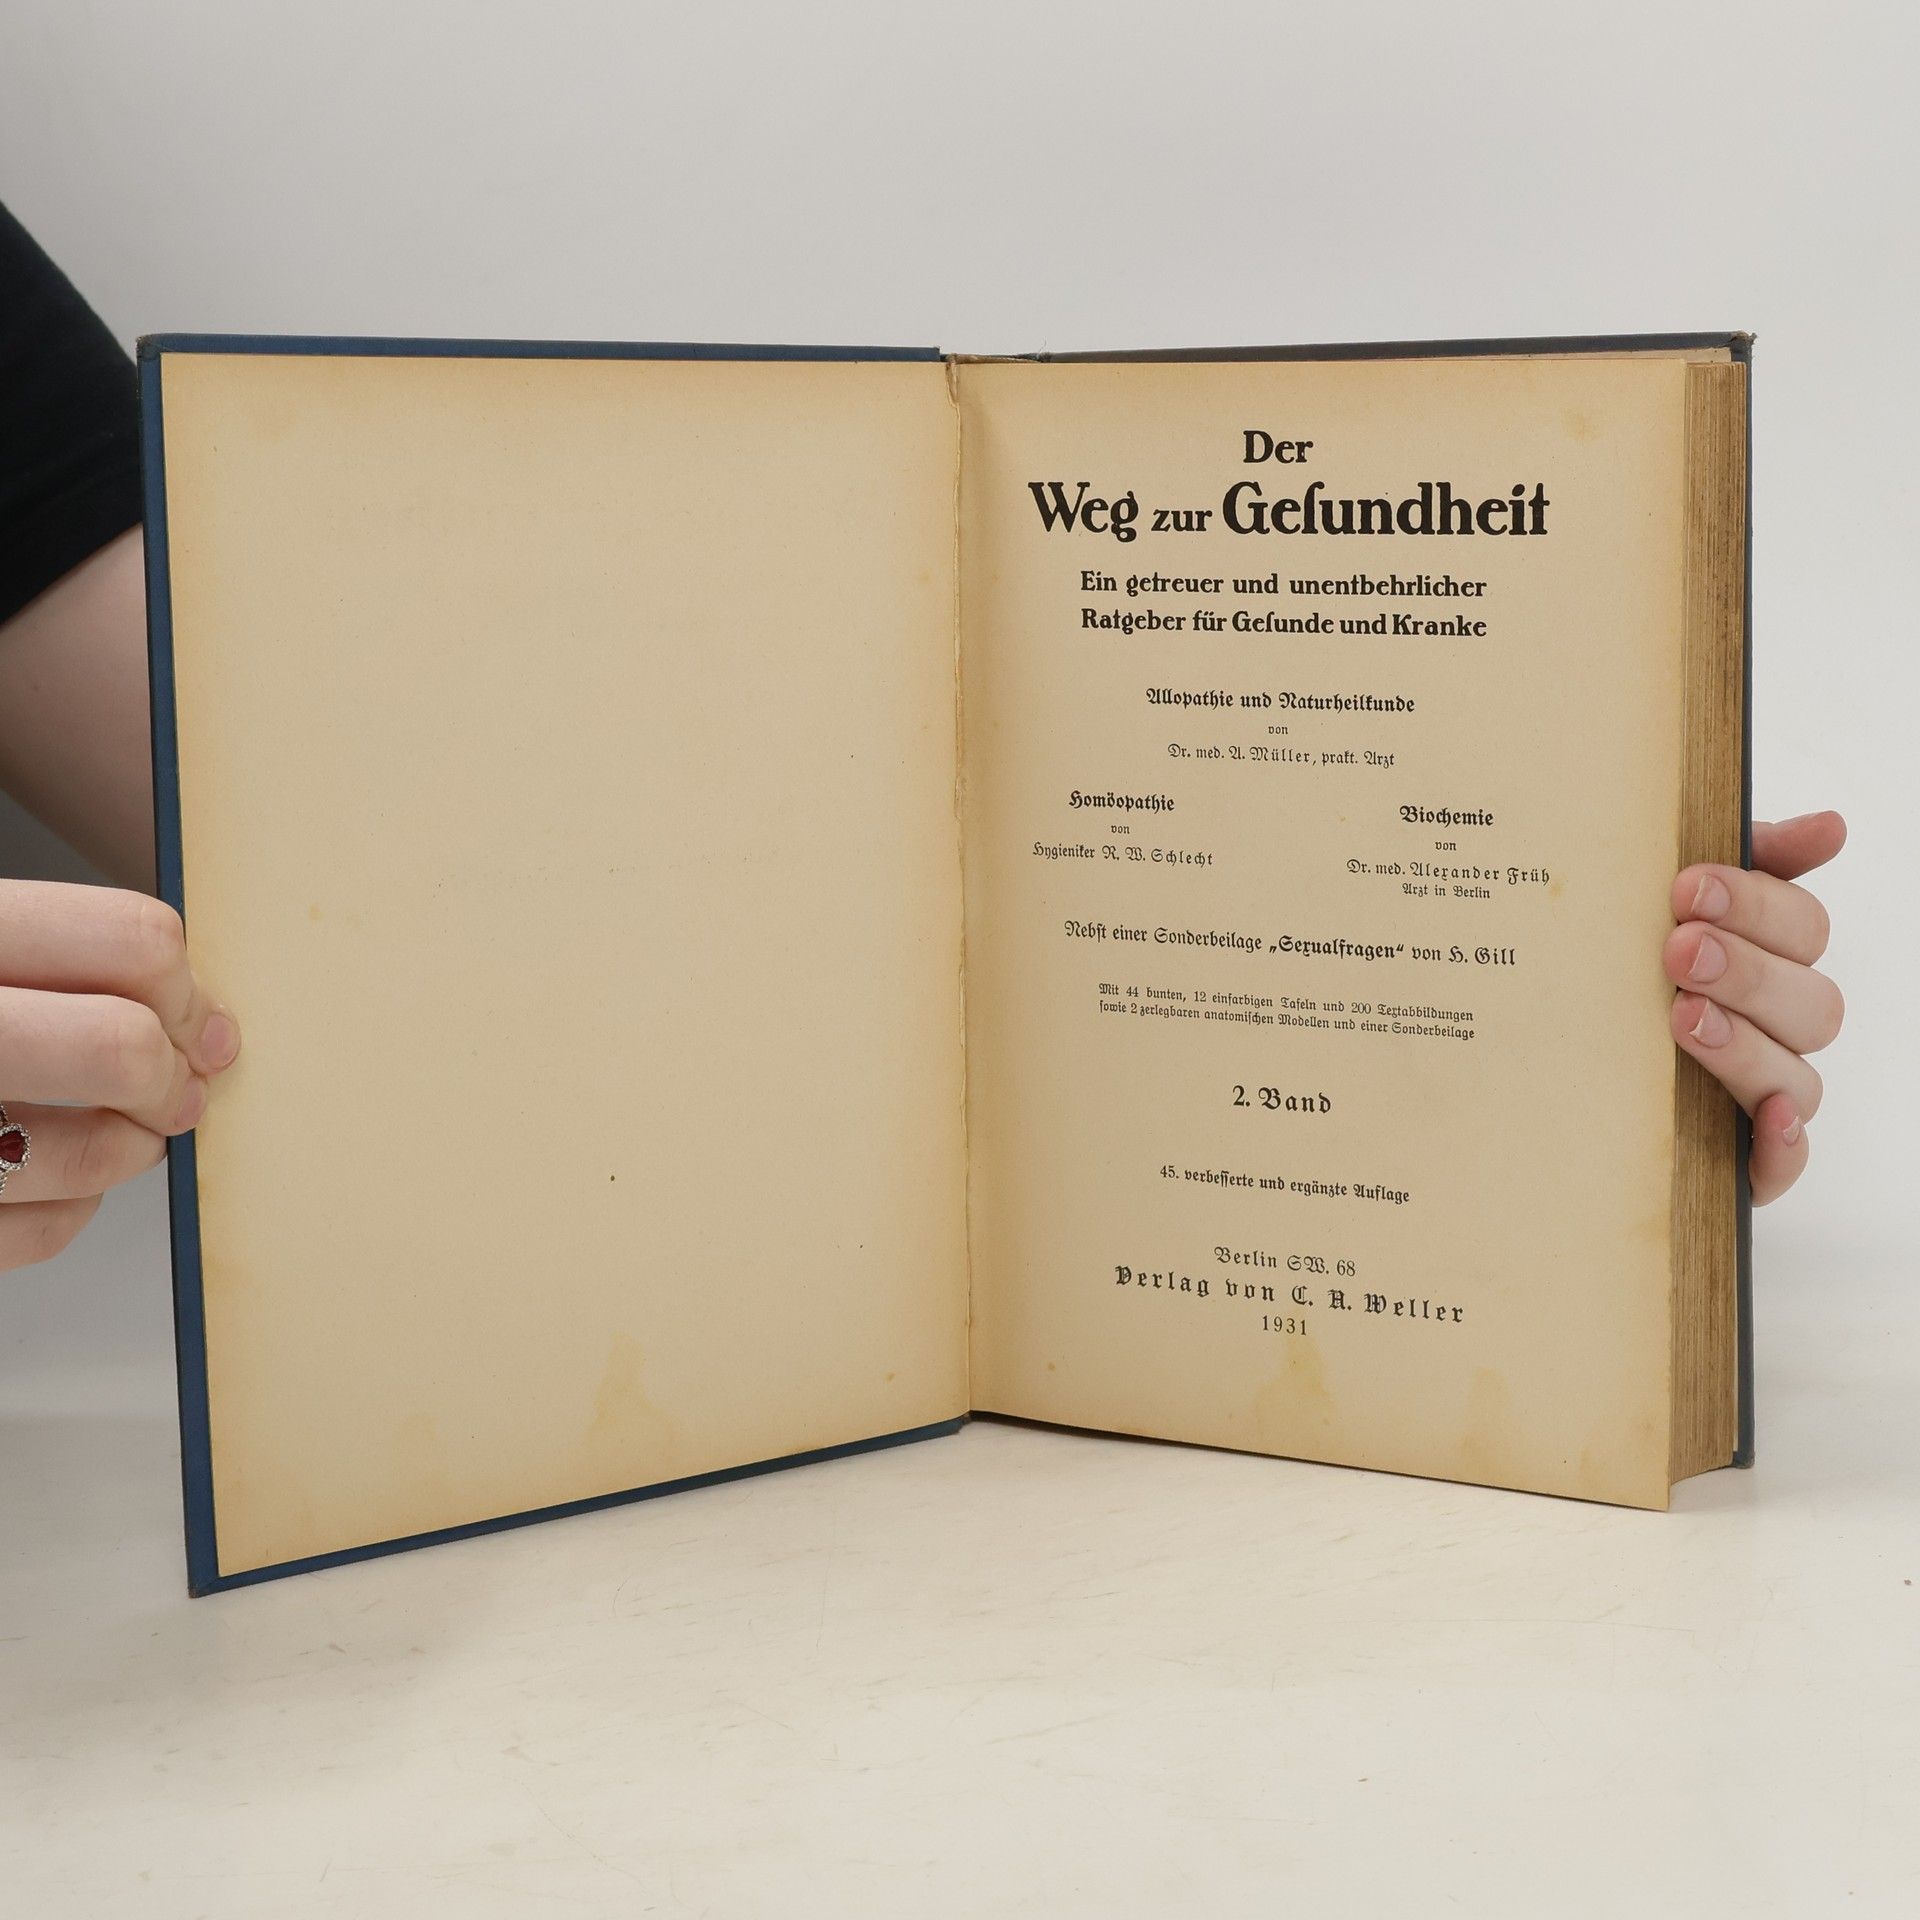 Der
Weg zur Geſundheit
Ein getreuer und unentbehrlicher
Ratgeber für Geſunde und Kranke
Allopathie und Naturheilkunde
von
Dr. med. A. Müller, prakt. Arzt
Homöopathie
von
Hygieniker R. W. Schlecht
Biochemie
von
Dr. med. Alexander Früh
Arzt in Berlin
Nebſt einer Sonderbeilage „Sexualfragen“ von H. Gill
Mit 44 bunten, 12 einfarbigen Tafeln und 200 Textabbildungen
ſowie 2 zerlegbaren anatomiſchen Modellen und einer Sonderbeilage
2. Band
45. verbeſſerte und ergänzte Auflage
Berlin SW. 68
Verlag von C. A. Weller
1931